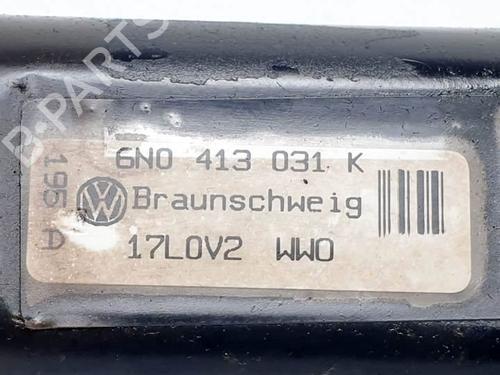 B-PARTS
195 A
6N0 413 031 K
Braunschweig
17L0V2 WW0